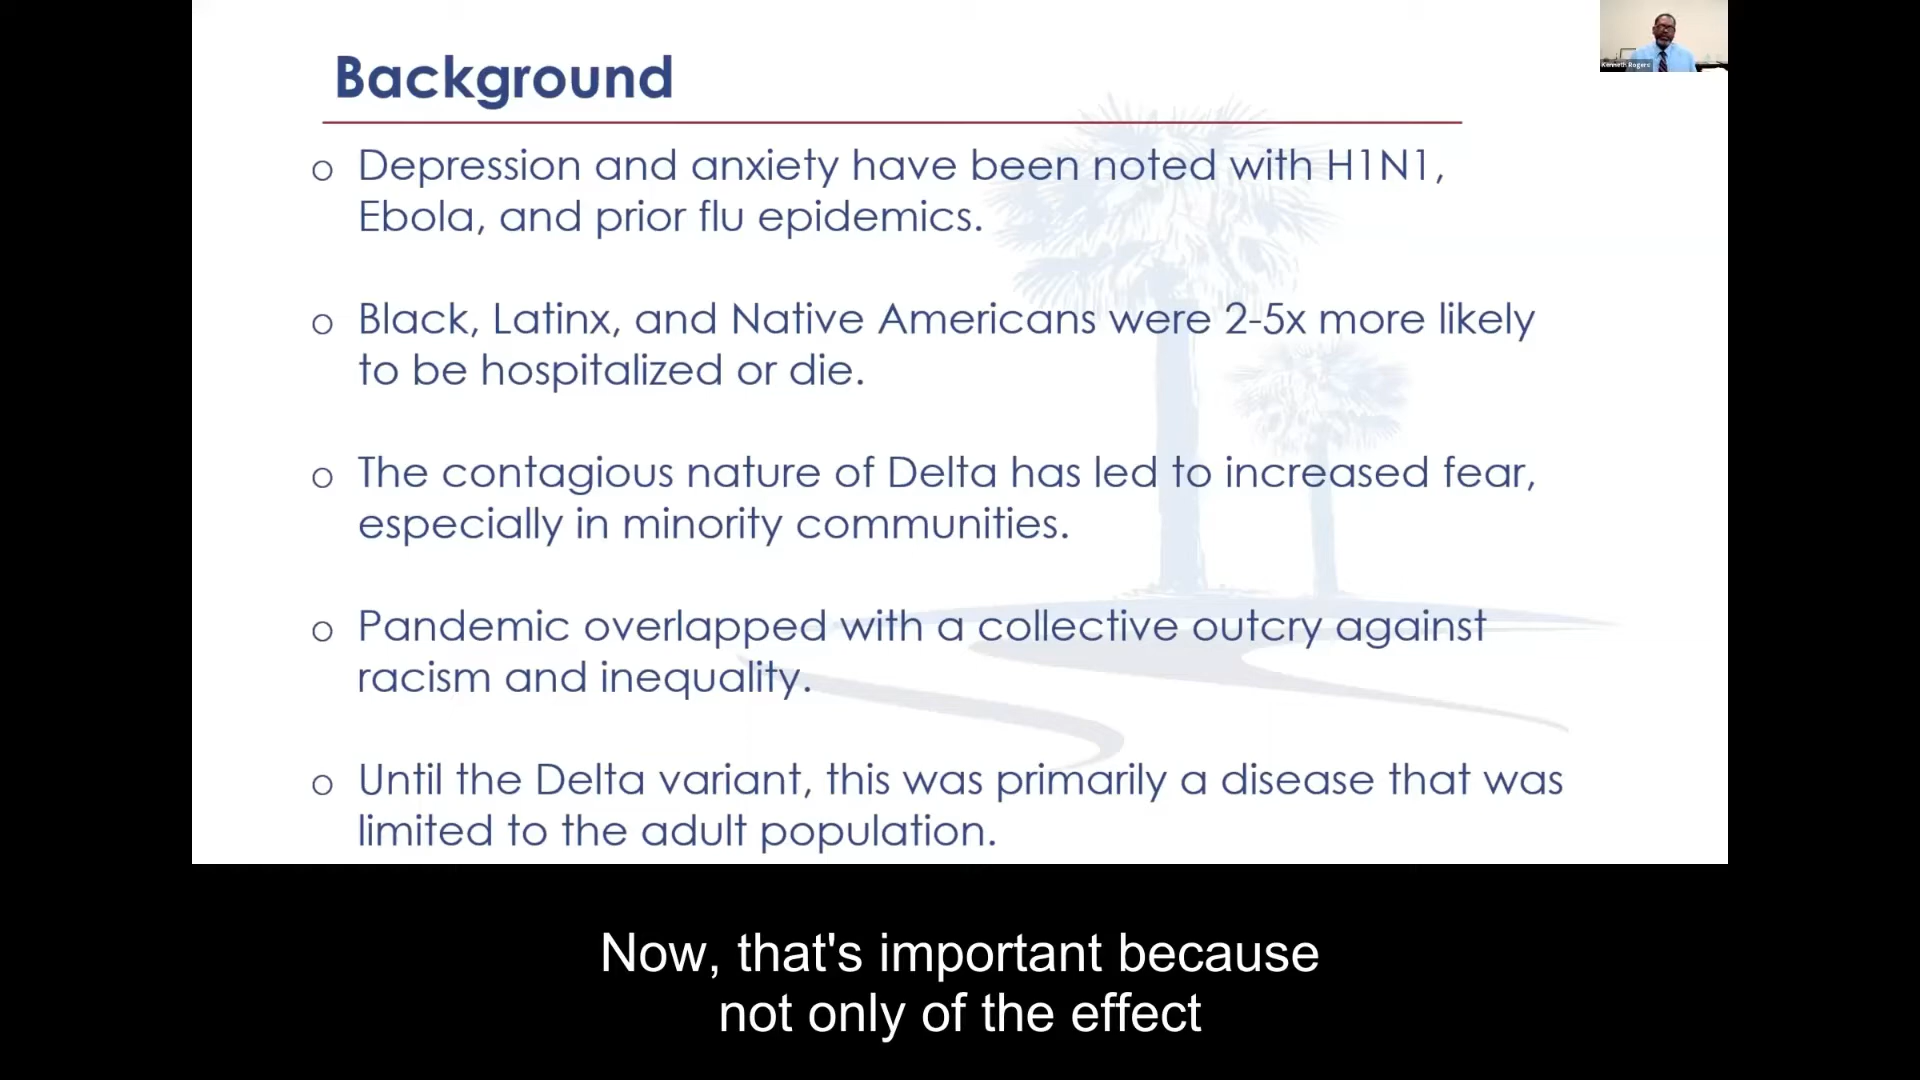 Background
Kenneth Rogers
o Depression and anxiety have been noted with H1N1,
Ebola, and prior flu epidemics.
o Black, Latinx, and Native Americans were 2-5x more likely
to be hospitalized or die.
o The contagious nature of Delta has led to increased fear,
especially in minority communities.
o Pandemic overlapped with a collective outcry against
racism and inequality.
o Until the Delta variant, this was primarily a disease that was
limited to the adult population.
Now, that's important because
not only of the effect